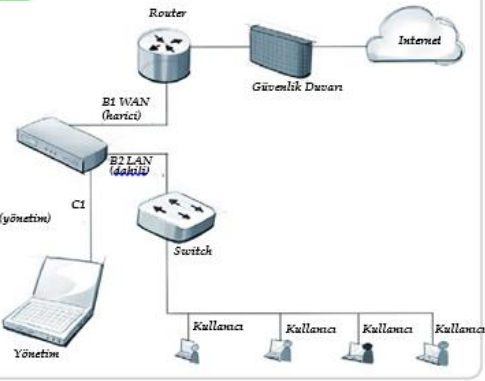 Router
Internet
Güvenlik Duvarı
B1 WAN
(harici)
B2 LAN
(dahili)
C1
(yönetim)
Switch
Yönetim
Kullanıcı
Kullanıcı
Kullanıcı
Kullanıcı